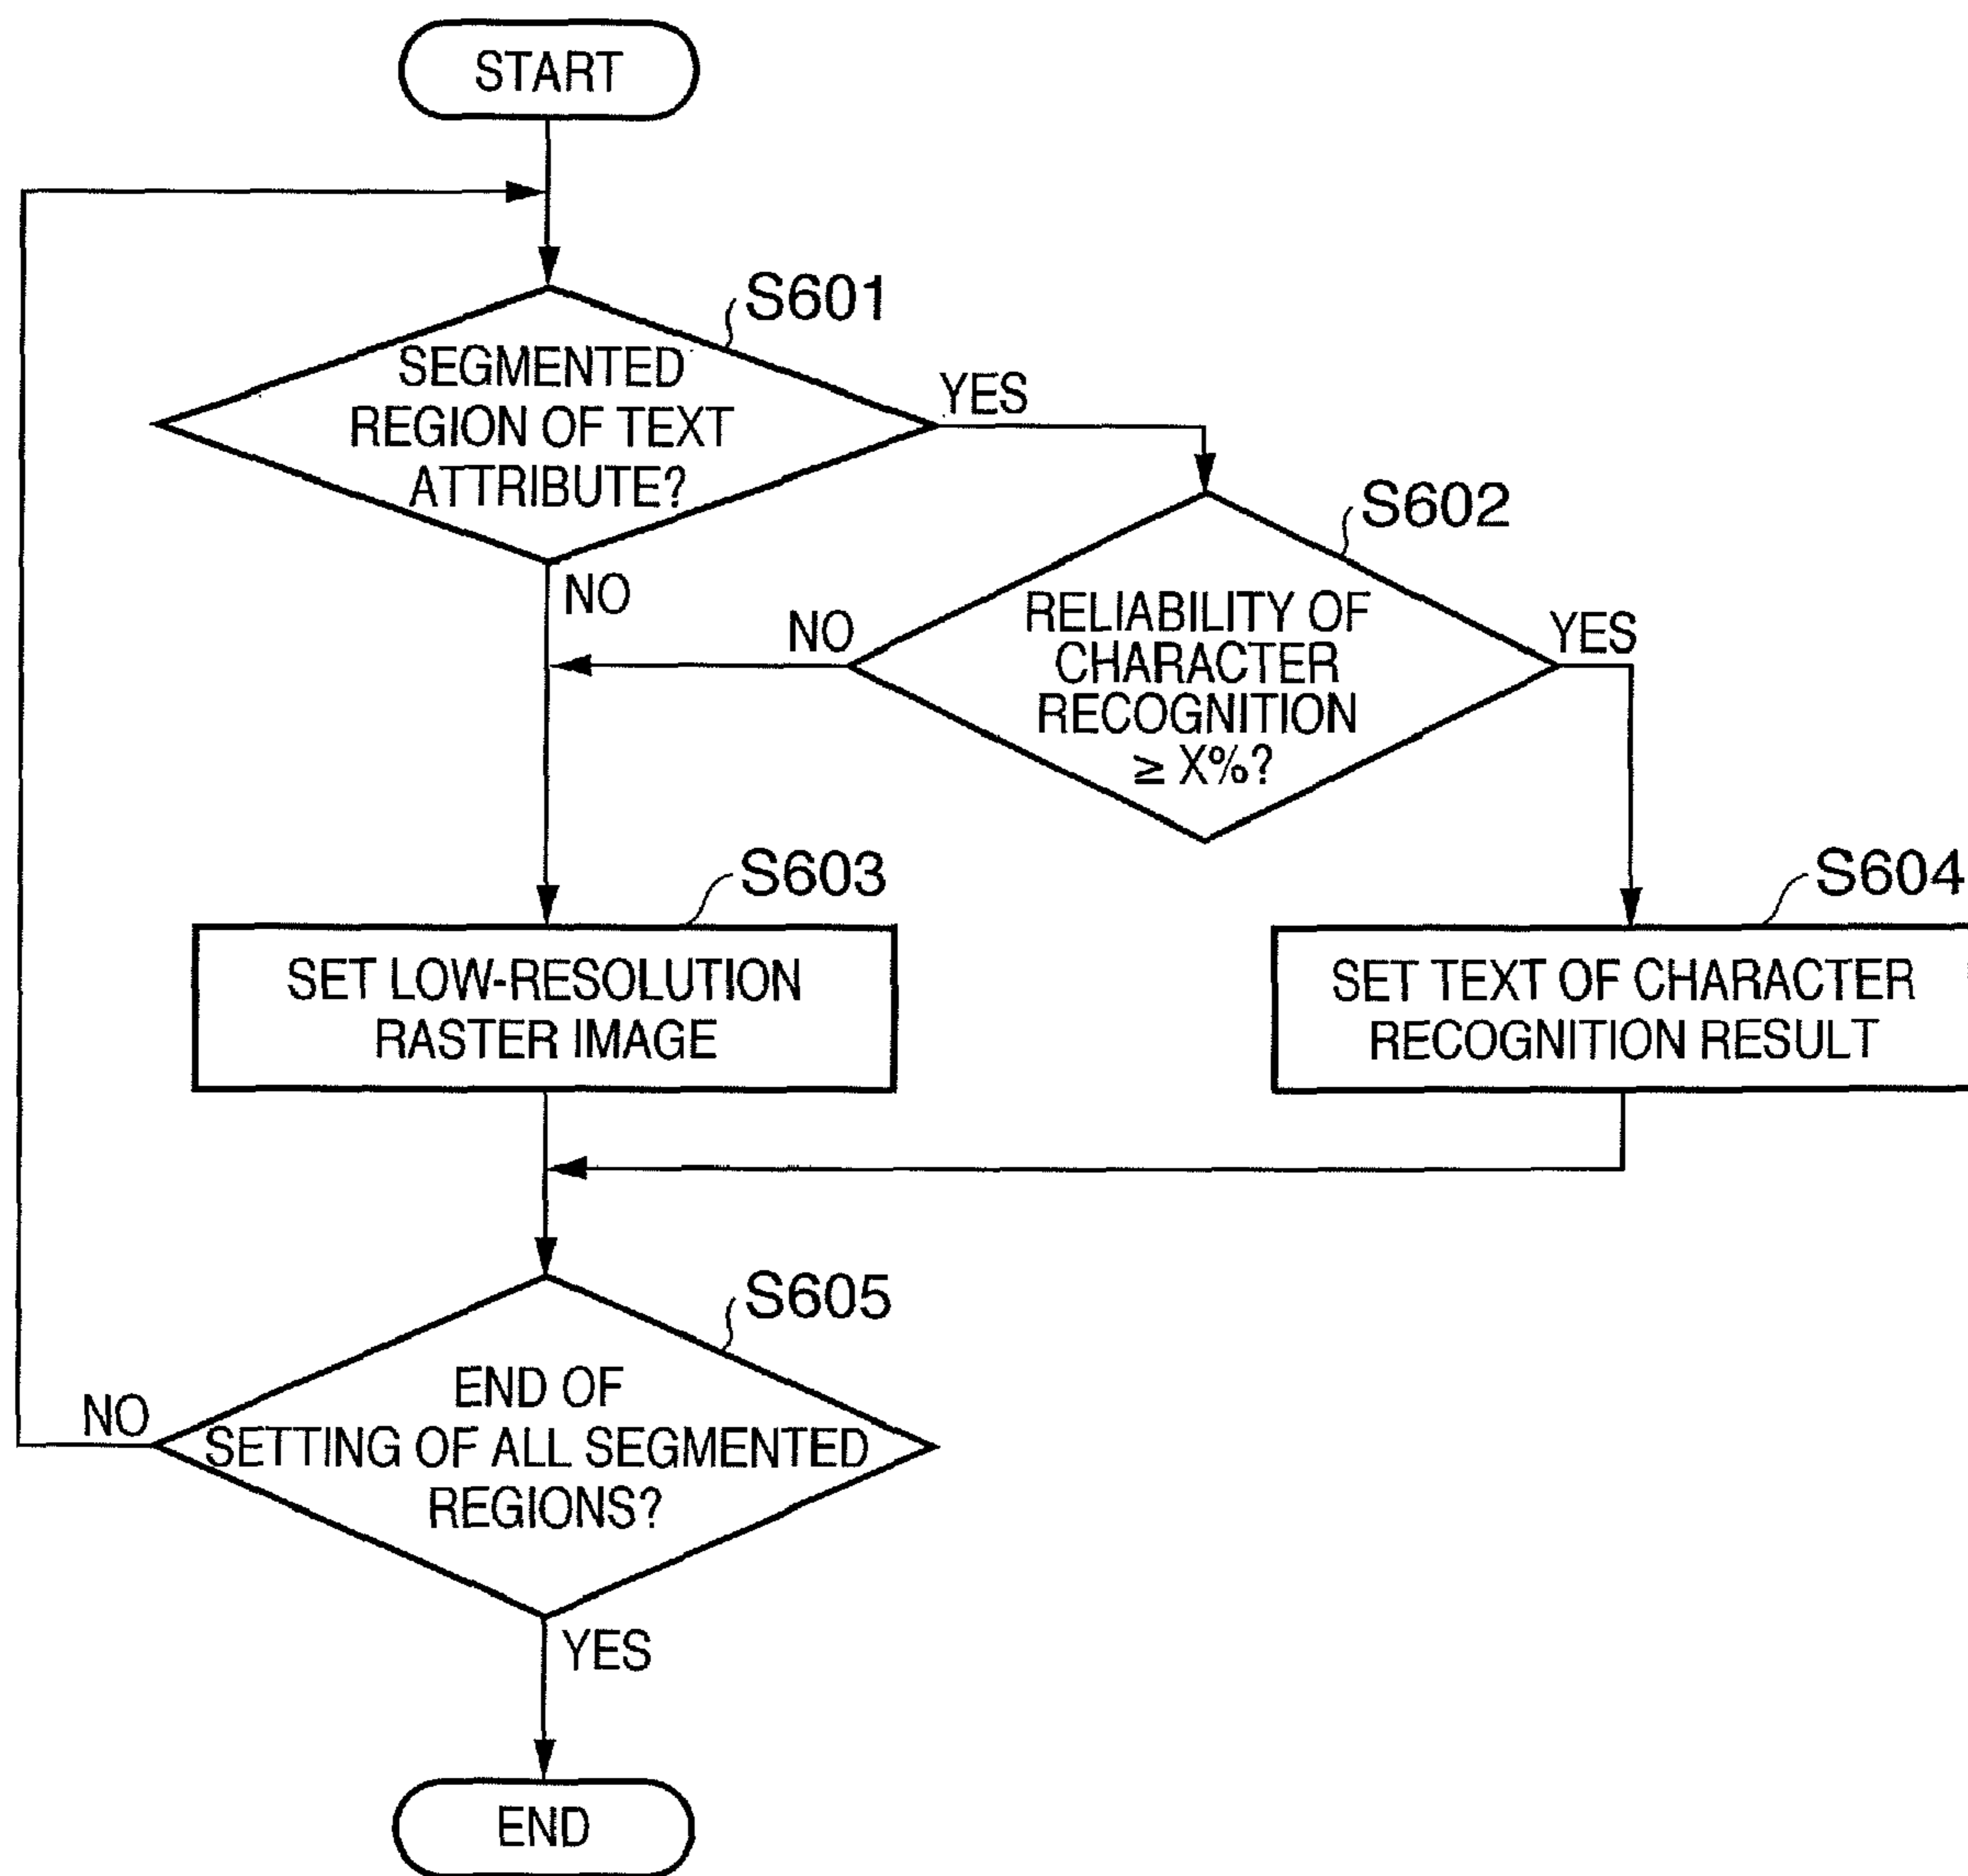 START
S601
SEGMENTED
REGION OF TEXT
ATTRIBUTE?
YES
NO
S602
RELIABILITY OF
CHARACTER
RECOGNITION
≥ X%?
NO
YES
S603
SET LOW-RESOLUTION
RASTER IMAGE
S604
SET TEXT OF CHARACTER
RECOGNITION RESULT
S605
END OF
SETTING OF ALL SEGMENTED
REGIONS?
NO
YES
END